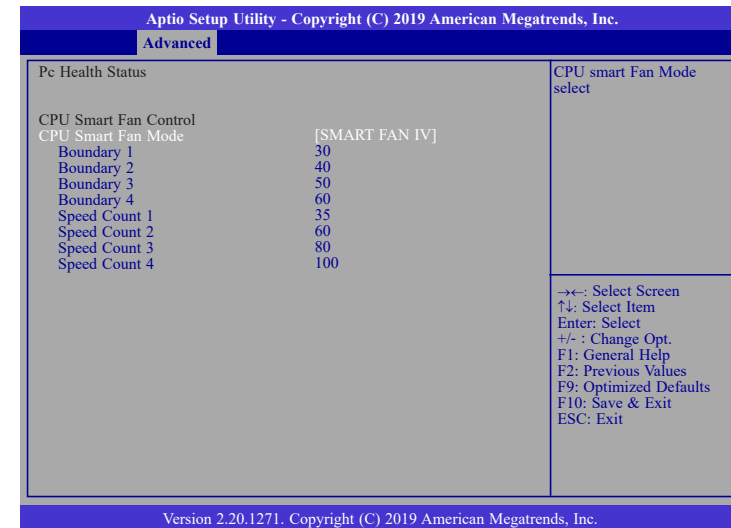 Aptio Setup Utility - Copyright (C) 2019 American Megatrends, Inc.
Advanced
Pc Health Status
CPU Smart Fan Control
CPU Smart Fan Mode [SMART FAN IV]
Boundary 1 30
Boundary 2 40
Boundary 3 50
Boundary 4 60
Speed Count 1 35
Speed Count 2 60
Speed Count 3 80
Speed Count 4 100
CPU smart Fan Mode
select
→←: Select Screen
↑↓: Select Item
Enter: Select
+/- : Change Opt.
F1: General Help
F2: Previous Values
F9: Optimized Defaults
F10: Save & Exit
ESC: Exit
Version 2.20.1271. Copyright (C) 2019 American Megatrends, Inc.